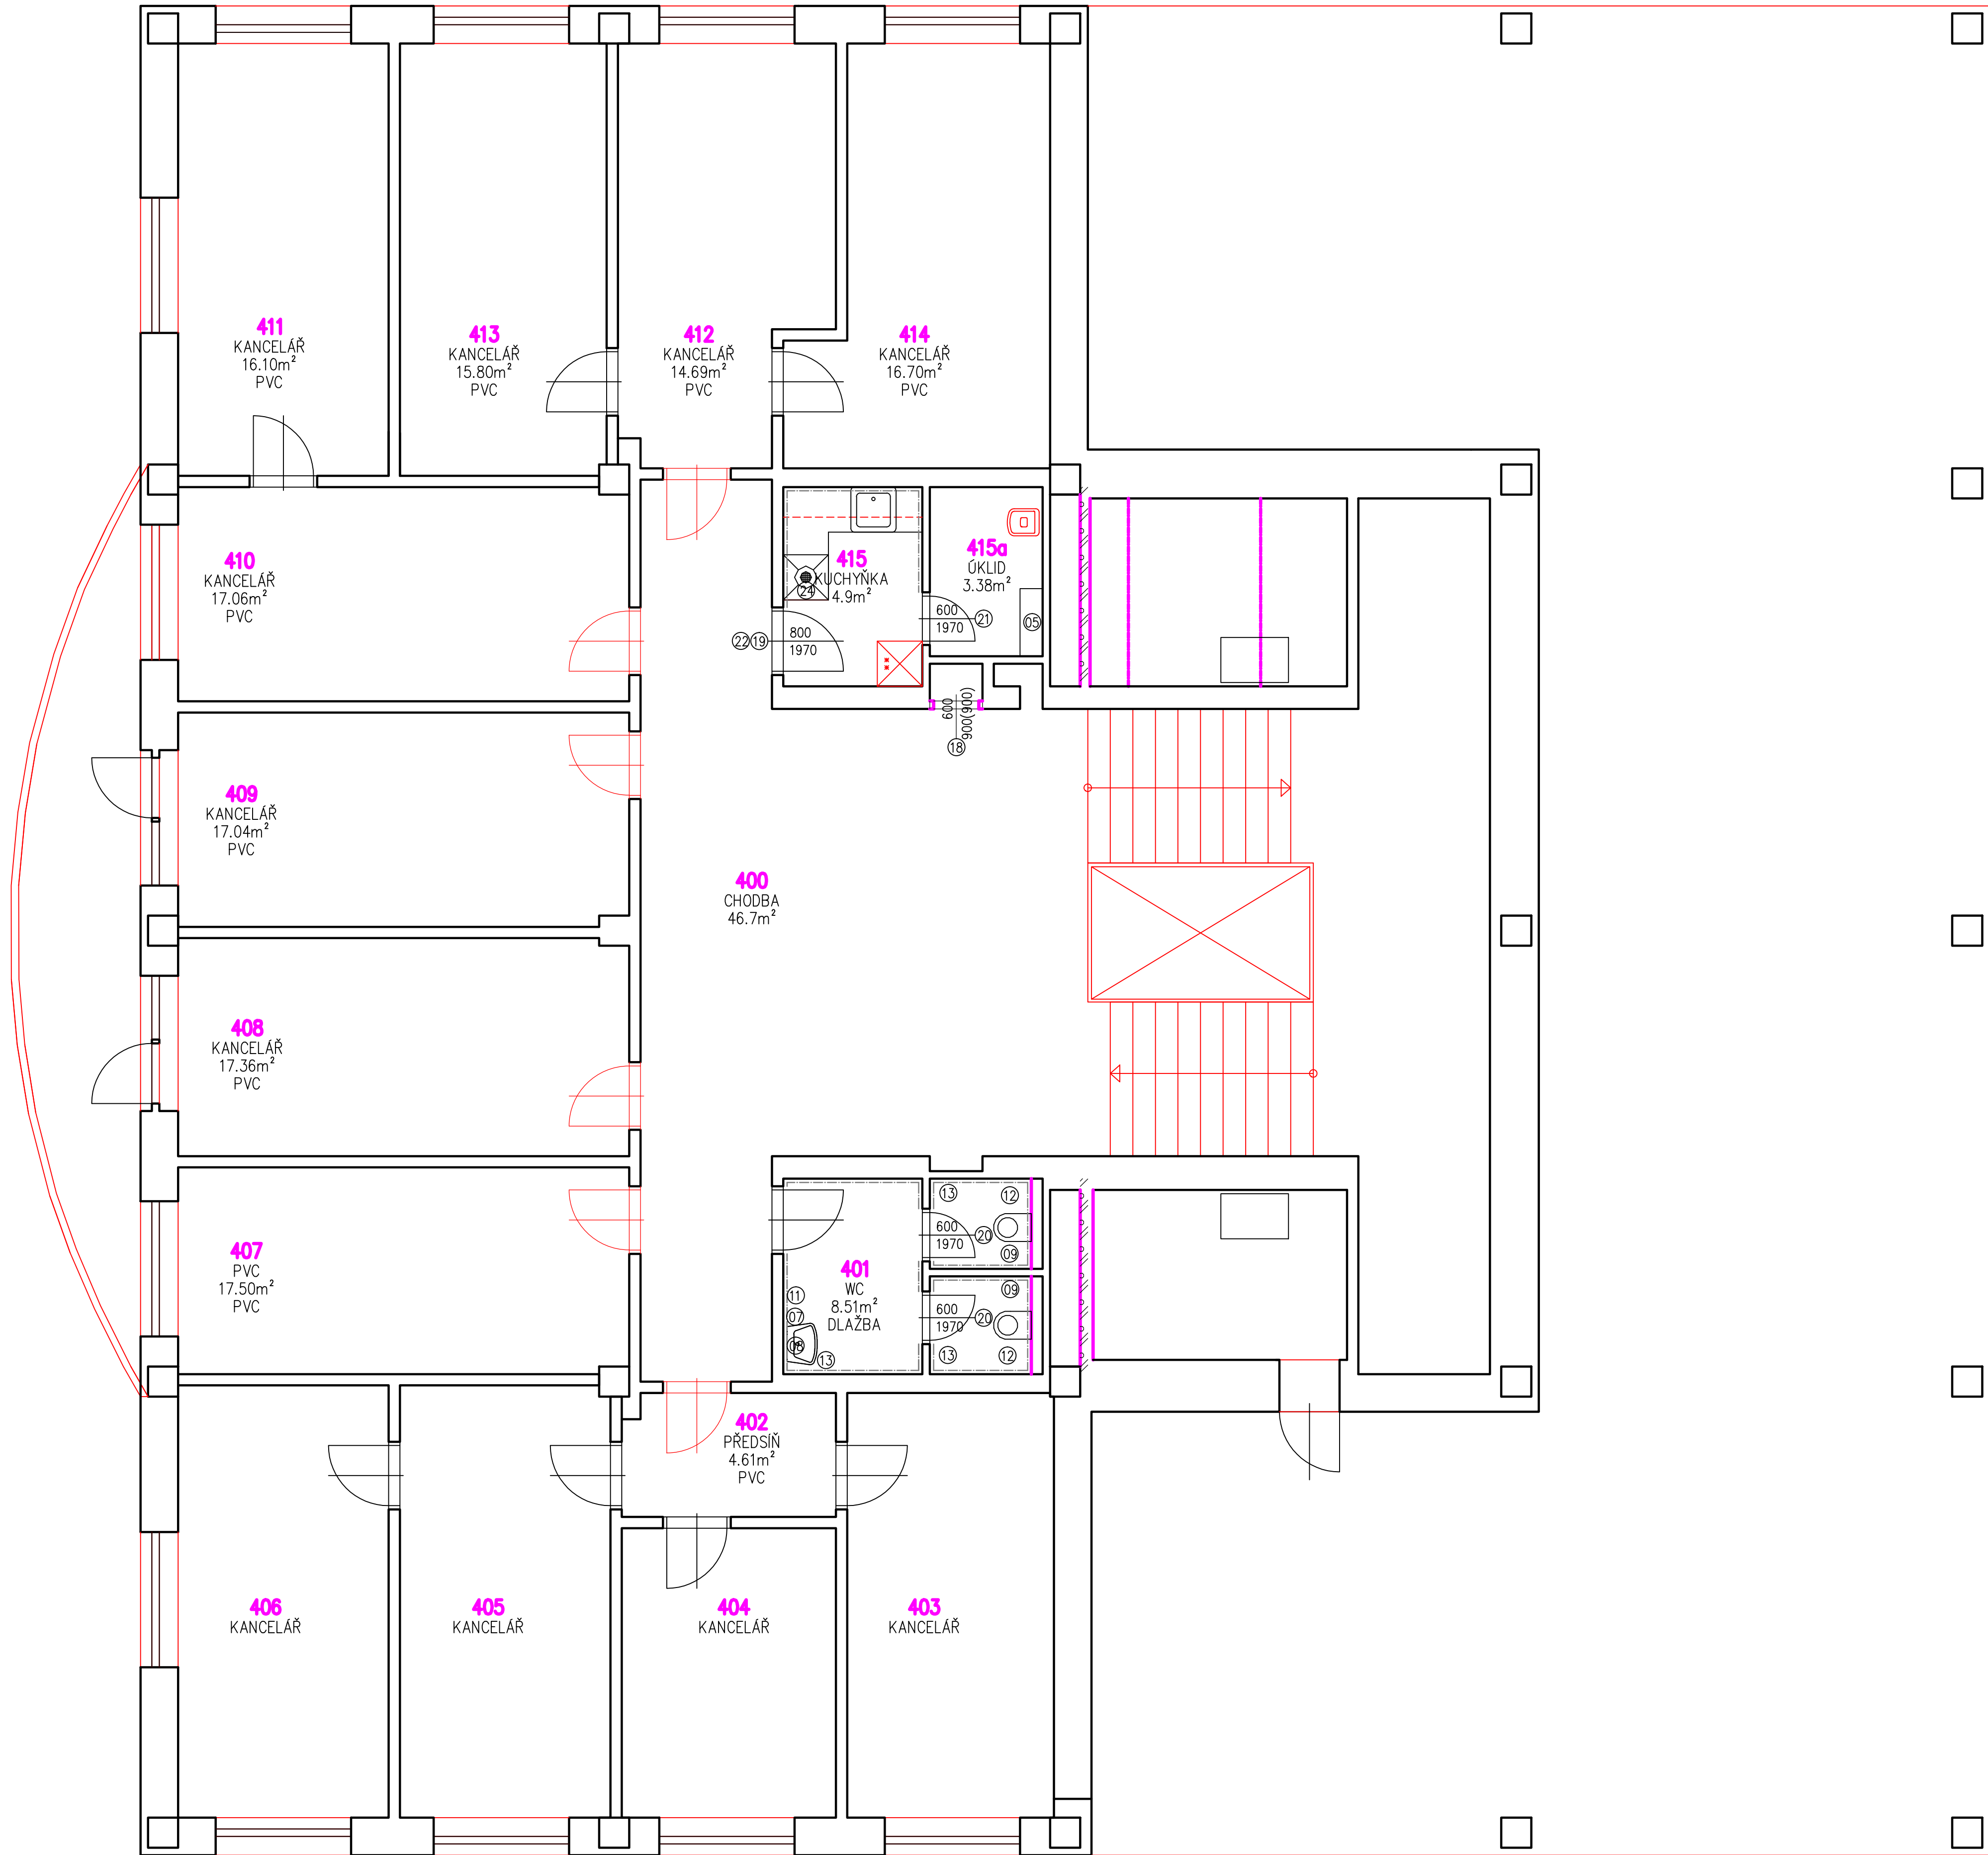 411
KANCELÁŘ
16.10m²
PVC
413
KANCELÁŘ
15.80m²
PVC
412
KANCELÁŘ
14.69m²
PVC
414
KANCELÁŘ
16.70m²
PVC
410
KANCELÁŘ
17.06m²
PVC
415
KUCHYŇKA
4.9m²
24
415a
ÚKLID
3.38m²
05
600
1970
21
22
19
800
1970
600
900(900)
18
409
KANCELÁŘ
17.04m²
PVC
400
CHODBA
46.7m²
408
KANCELÁŘ
17.36m²
PVC
407
PVC
17.50m²
PVC
401
WC
8.51m²
DLAŽBA
11
07
08
13
13
12
600
1970
20
09
09
600
1970
20
13
12
402
PŘEDSÍŇ
4.61m²
PVC
406
KANCELÁŘ
405
KANCELÁŘ
404
KANCELÁŘ
403
KANCELÁŘ